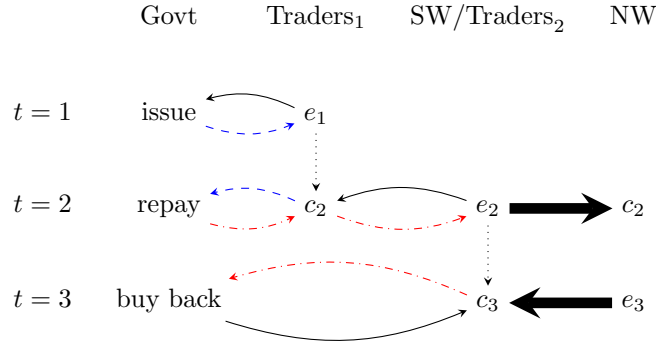 Govt Traders₁ SW/Traders₂ NW
t = 1 issue e₁
t = 2 repay c₂ e₂ c₂
t = 3 buy back c₃ e₃